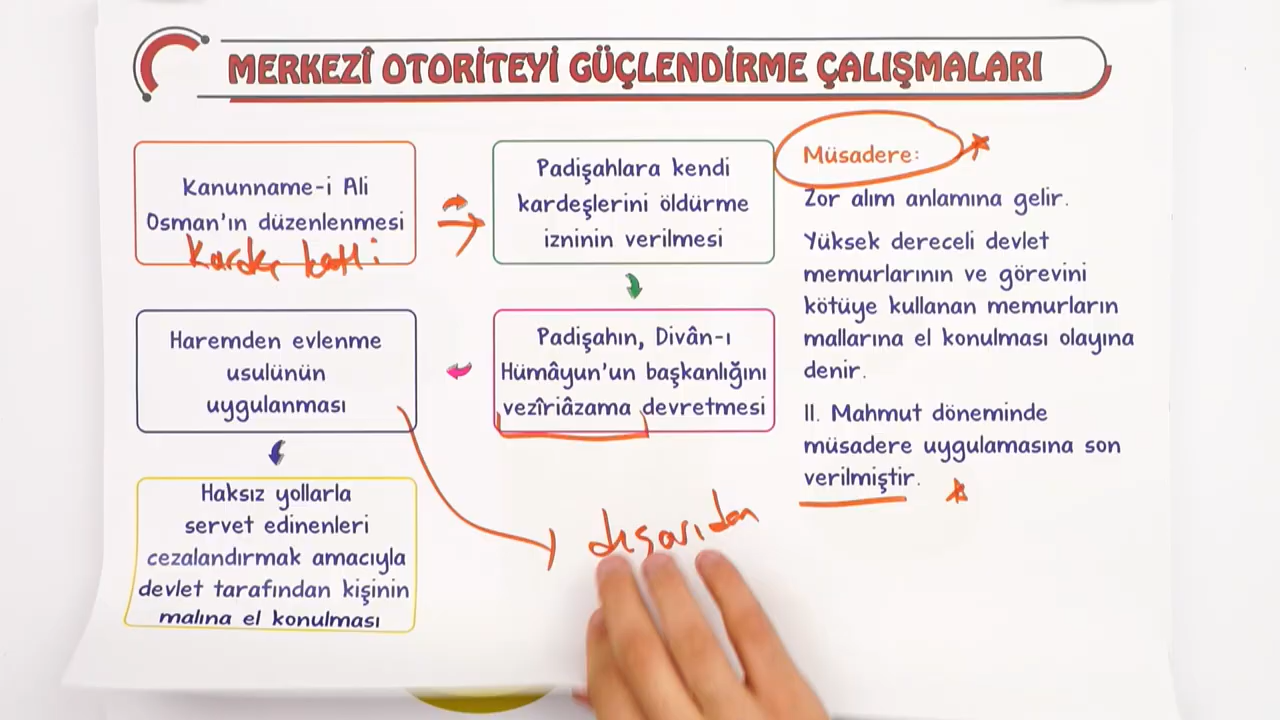 MERKEZÎ OTORİTEYİ GÜÇLENDİRME ÇALIŞMALARI
Kanunname-i Ali
Osman'ın düzenlenmesi
Padişahlara kendi
kardeşlerini öldürme
izninin verilmesi
Haremden evlenme
usulünün
uygulanması
Padişahın, Divân-ı
Hümâyun'un başkanlığını
vezîriâzama devretmesi
Haksız yollarla
servet edinenleri
cezalandırmak amacıyla
devlet tarafından kişinin
malına el konulması
dışarıdan
Müsadere:
Zor alım anlamına gelir.
Yüksek dereceli devlet
memurlarının ve görevini
kötüye kullanan memurların
mallarına el konulması olayına
denir.
II. Mahmut döneminde
müsadere uygulamasına son
verilmiştir.